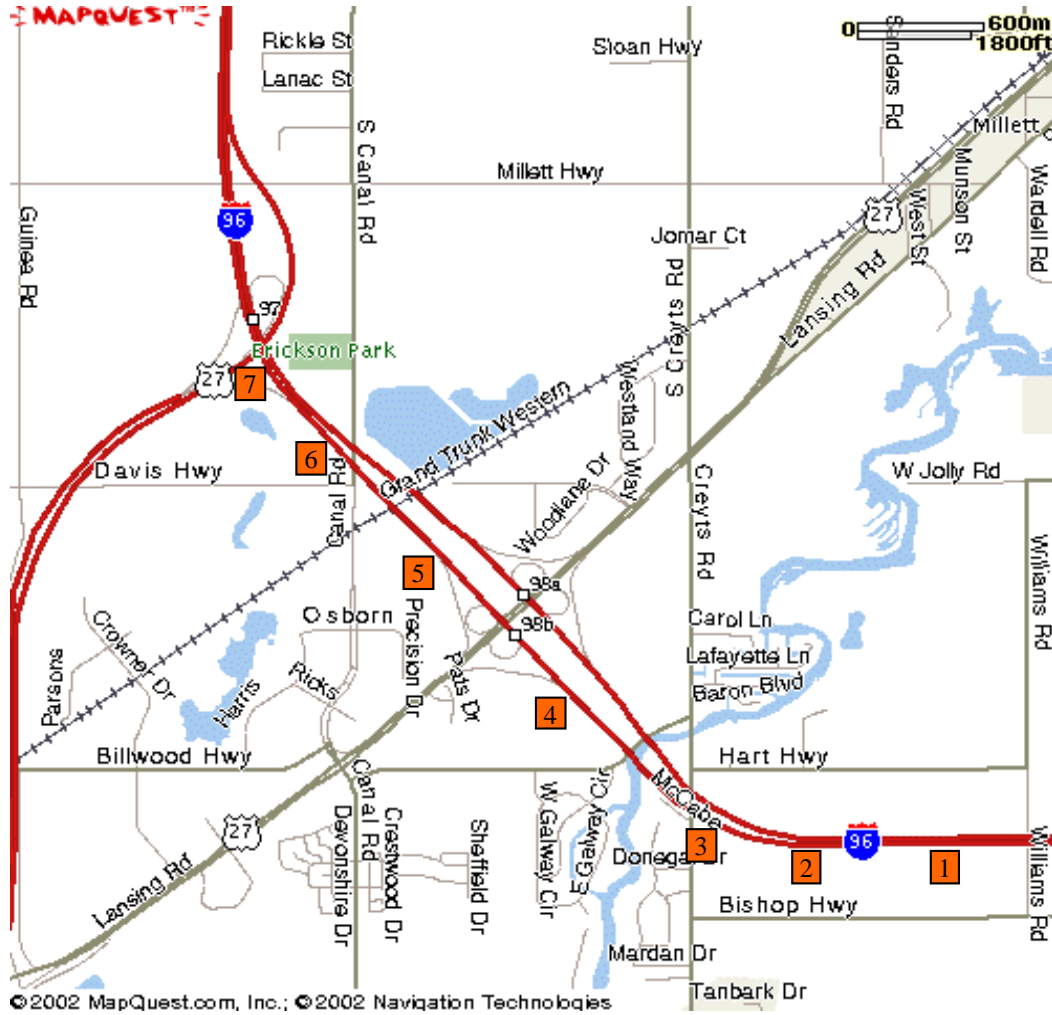 MAPQUEST™
Rickle St
Lanac St
S Canal Rd
Sloan Hwy
Sanders Rd
0 600m
1800ft
Millett
Millett Hwy
Munson St
Wardell Rd
West St
27
Guinea Rd
96
Jomar Ct
S Creyts Rd
Lansing Rd
97
Erickson Park
27
7
Westland Way
Grand Trunk Western
6
Davis Hwy
Canal Rd
W Jolly Rd
Woodlane Dr
Creyts Rd
Williams Rd
5
98a
98b
Osborn
Precision Dr
Carol Ln
Lafayette Ln
Baron Blvd
Crowner Dr
Parsons
Harris
Ricks
Pats Dr
4
Billwood Hwy
Hart Hwy
McCabe
Canal Rd
27
W Galway Cir
E Galway Cir
Devonshire Dr
Crestwood Dr
Sheffield Dr
3
Donegal Dr
2
96
1
Williams Rd
Lansing Rd
Bishop Hwy
Mardan Dr
Tanbark Dr
©2002 MapQuest.com, Inc.; ©2002 Navigation Technologies